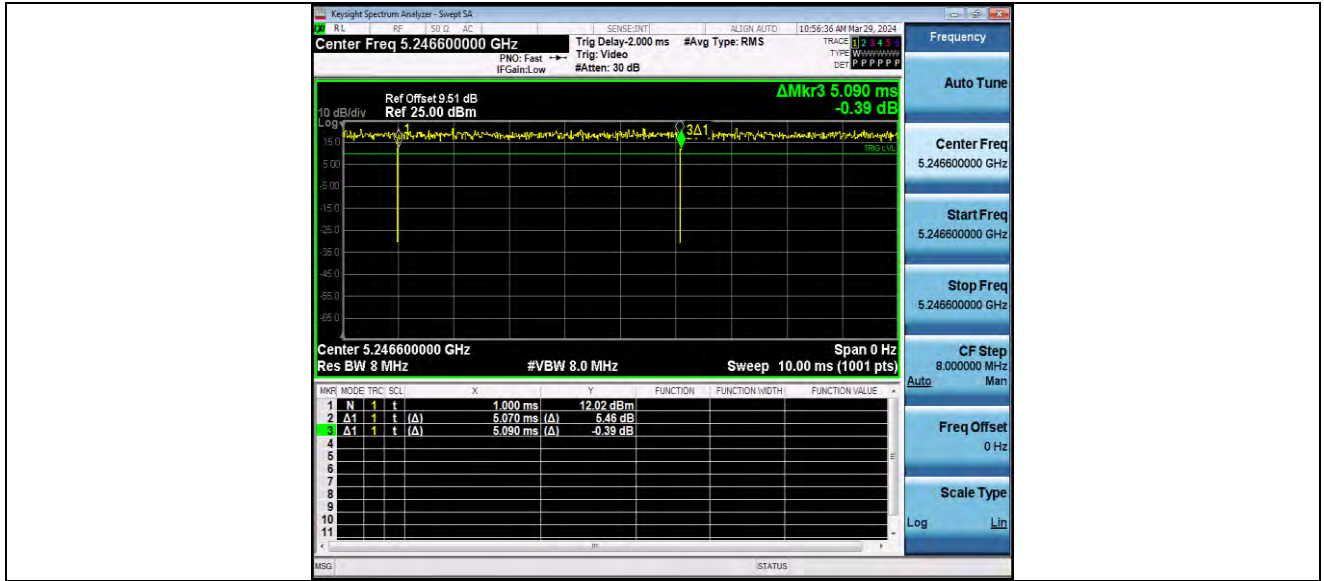 Keysight Spectrum Analyzer - Swept SA
RL RF 50 Ω AC SENSE:INT ALIGN AUTO 10:56:36 AM Mar 29, 2024
Center Freq 5.246600000 GHz Trig Delay-2.000 ms #Avg Type: RMS TRACE 1 2 3 4 5 6
PNO: Fast Trig: Video TYPE W
IFGain:Low #Atten: 30 dB DET P P P P P P
Frequency
Auto Tune
Center Freq
5.246600000 GHz
Start Freq
5.246600000 GHz
Stop Freq
5.246600000 GHz
CF Step
8.000000 MHz
Auto Man
Freq Offset
0 Hz
Scale Type
Log Lin
ΔMkr3 5.090 ms
-0.39 dB
Ref Offset 9.51 dB
10 dB/div Ref 25.00 dBm
Log
1 3Δ1
15.0
TRIG LVL
5.00
-5.00
-15.0
-25.0
-35.0
-45.0
-55.0
-65.0
Center 5.246600000 GHz Span 0 Hz
Res BW 8 MHz #VBW 8.0 MHz Sweep 10.00 ms (1001 pts)
MKR MODE TRC SCL X Y FUNCTION FUNCTION WIDTH FUNCTION VALUE
1 N 1 t 1.000 ms 12.02 dBm
2 Δ1 1 t (Δ) 5.070 ms (Δ) 5.46 dB
3 Δ1 1 t (Δ) 5.090 ms (Δ) -0.39 dB
4
5
6
7
8
9
10
11
MSG STATUS